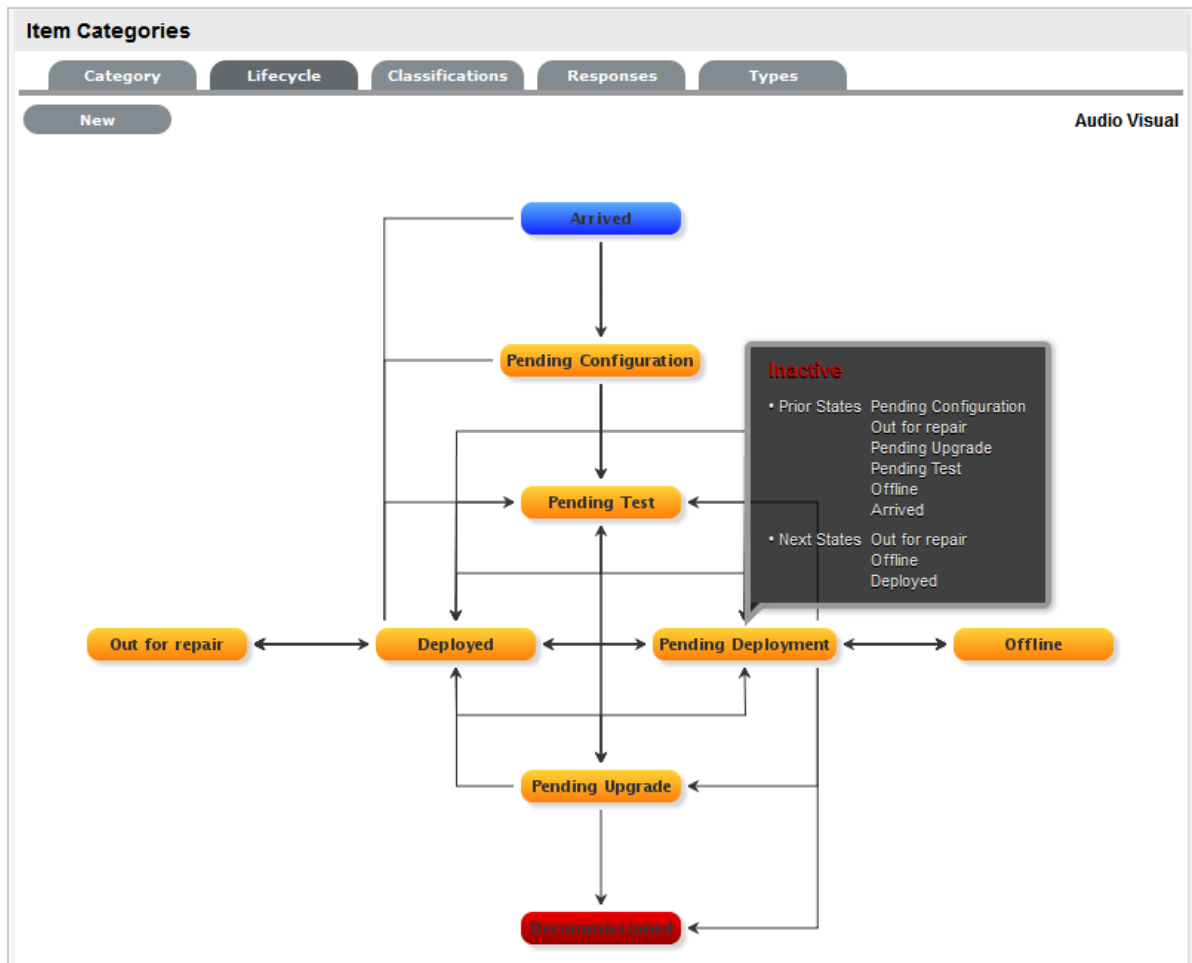 Item Categories
Category Lifecycle Classifications Responses Types
New Audio Visual
Arrived
Pending Configuration
Inactive
• Prior States Pending Configuration
Out for repair
Pending Upgrade
Pending Test
Offline
Arrived
• Next States Out for repair
Offline
Deployed
Pending Test
Out for repair Deployed Pending Deployment Offline
Pending Upgrade
Decommissioned